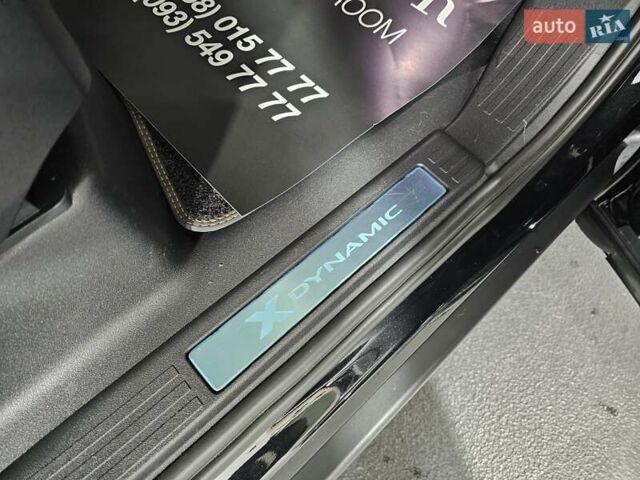 n
OOM
8) 015 77 77
(093) 549 77 77
auto RIA
X DYNAMIC